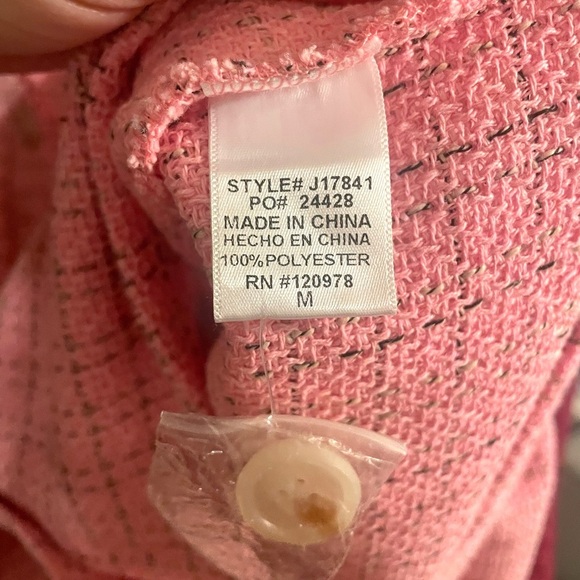 STYLE# J17841
PO# 24428
MADE IN CHINA
HECHO EN CHINA
100%POLYESTER
RN #120978
M